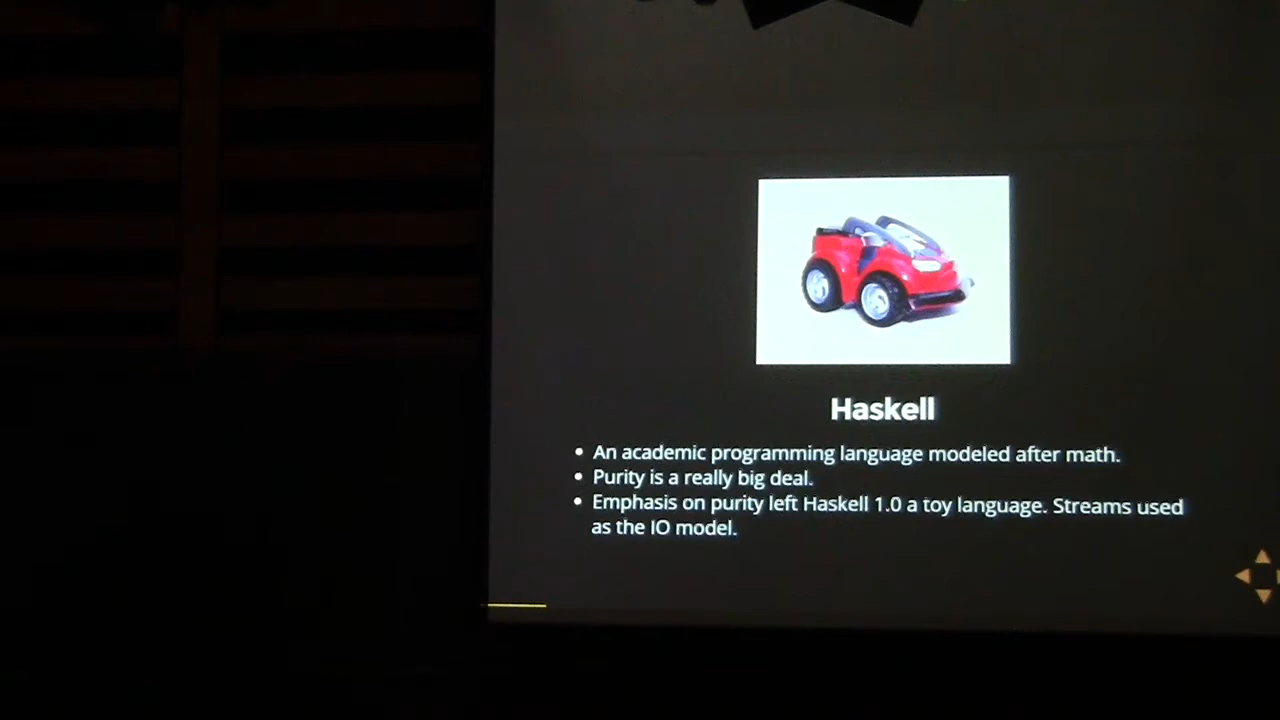 Haskell
• An academic programming language modeled after math.
• Purity is a really big deal.
• Emphasis on purity left Haskell 1.0 a toy language. Streams used
as the IO model.